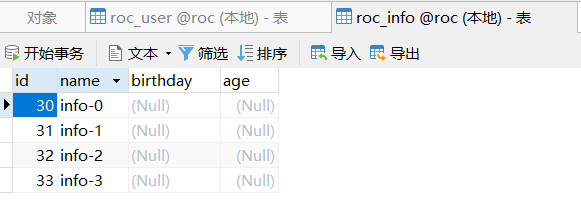 对象 roc_user @roc (本地) - 表 roc_info @roc (本地) - 表
开始事务 文本 筛选 排序 导入 导出
id name birthday age
30 info-0 (Null) (Null)
31 info-1 (Null) (Null)
32 info-2 (Null) (Null)
33 info-3 (Null) (Null)